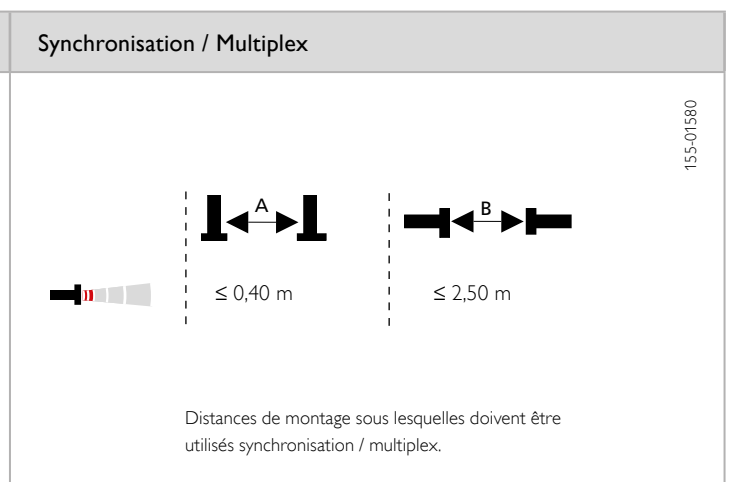 Synchronisation / Multiplex
155-01580
A
B
≤ 0,40 m
≤ 2,50 m
Distances de montage sous lesquelles doivent être
utilisés synchronisation / multiplex.